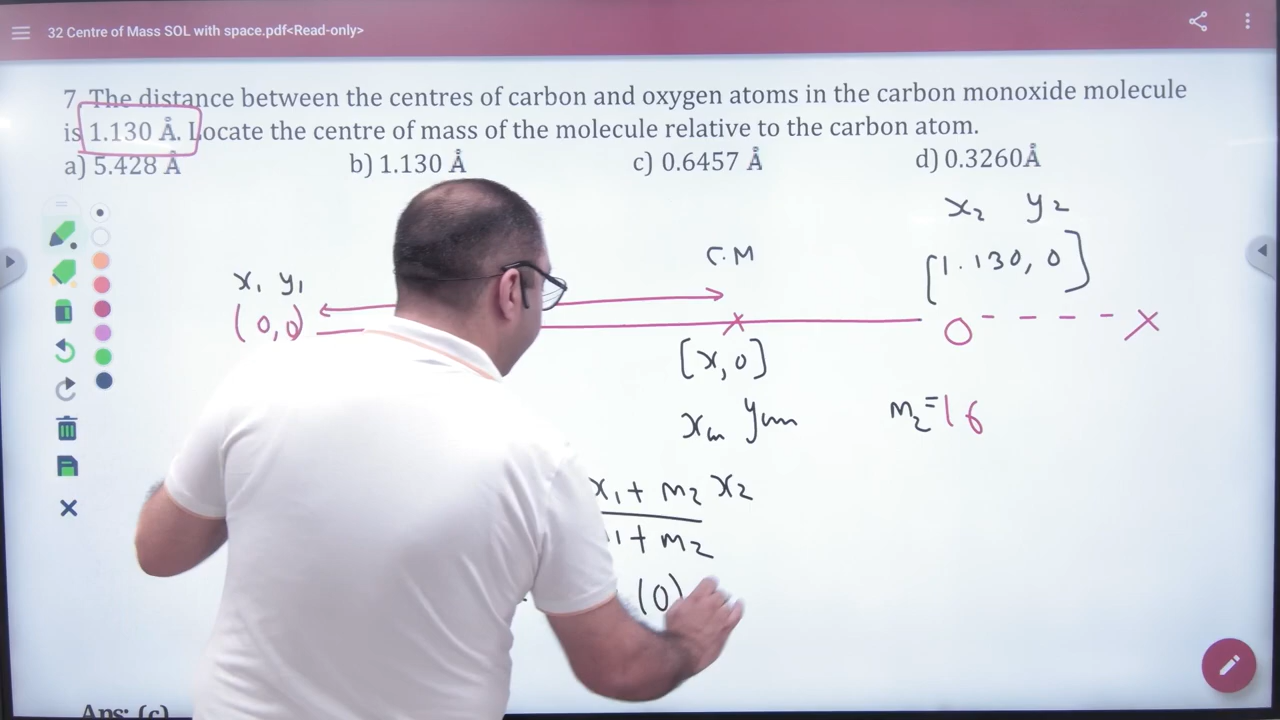 32 Centre of Mass SOL with space.pdf<Read-only>
7. The distance between the centres of carbon and oxygen atoms in the carbon monoxide molecule
is 1.130 Å. Locate the centre of mass of the molecule relative to the carbon atom.
a) 5.428 Å b) 1.130 Å c) 0.6457 Å d) 0.3260Å
x₂ y₂
C.M
[1.130, 0]
x₁ y₁
(0,0)
O
[x,0]
m₂=16
xcm ycm
x₁ + m₂ x₂
1 + m₂
(0)
Ans: (c)